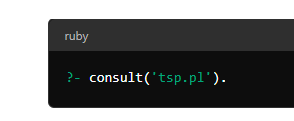 ruby
?- consult('tsp.pl').